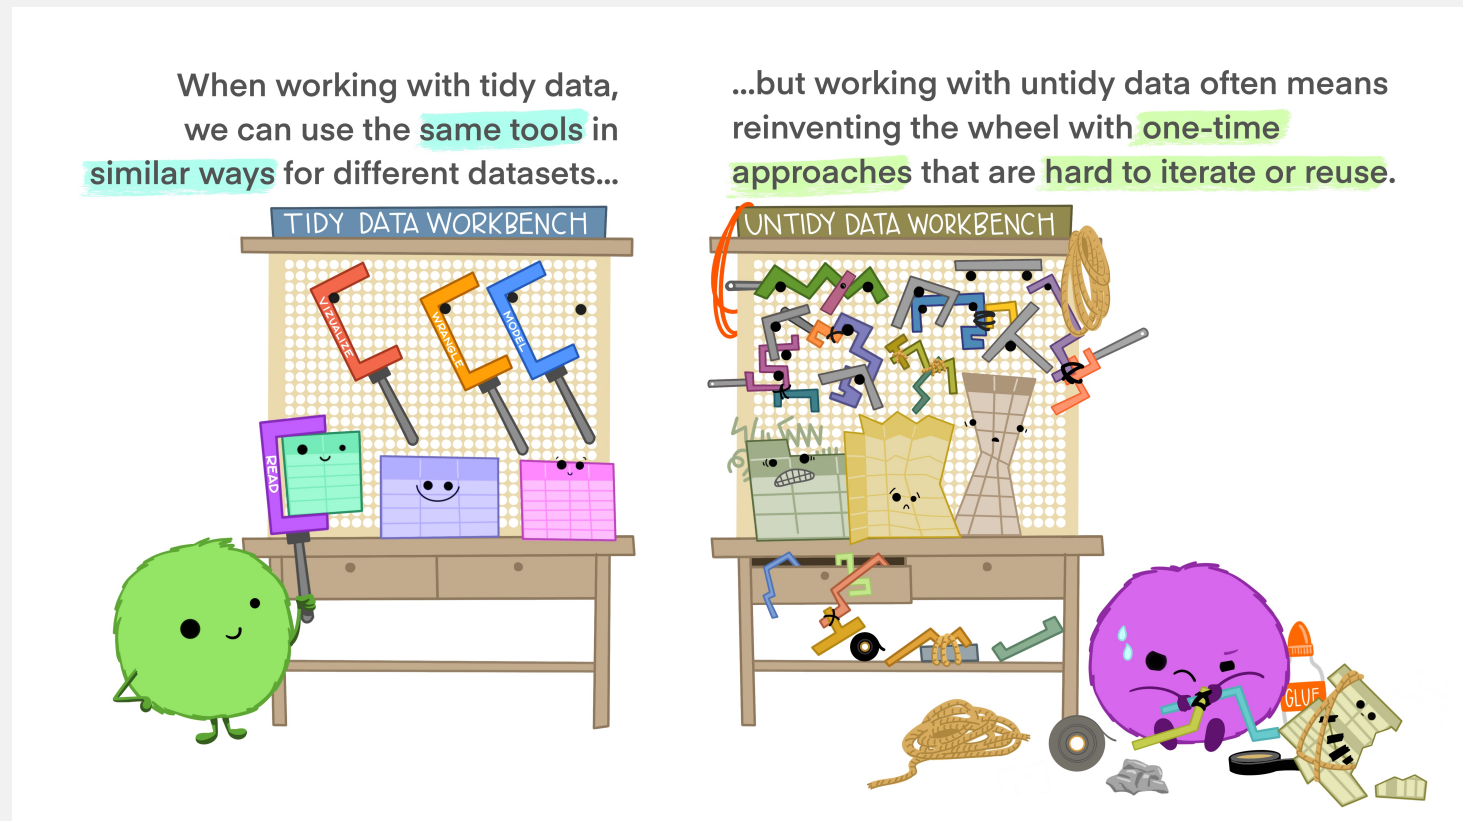 When working with tidy data,
we can use the same tools in
similar ways for different datasets...
...but working with untidy data often means
reinventing the wheel with one-time
approaches that are hard to iterate or reuse.
TIDY DATA WORKBENCH
VIZUALIZE
WRANGLE
MODEL
READ
UNTIDY DATA WORKBENCH
GLUE